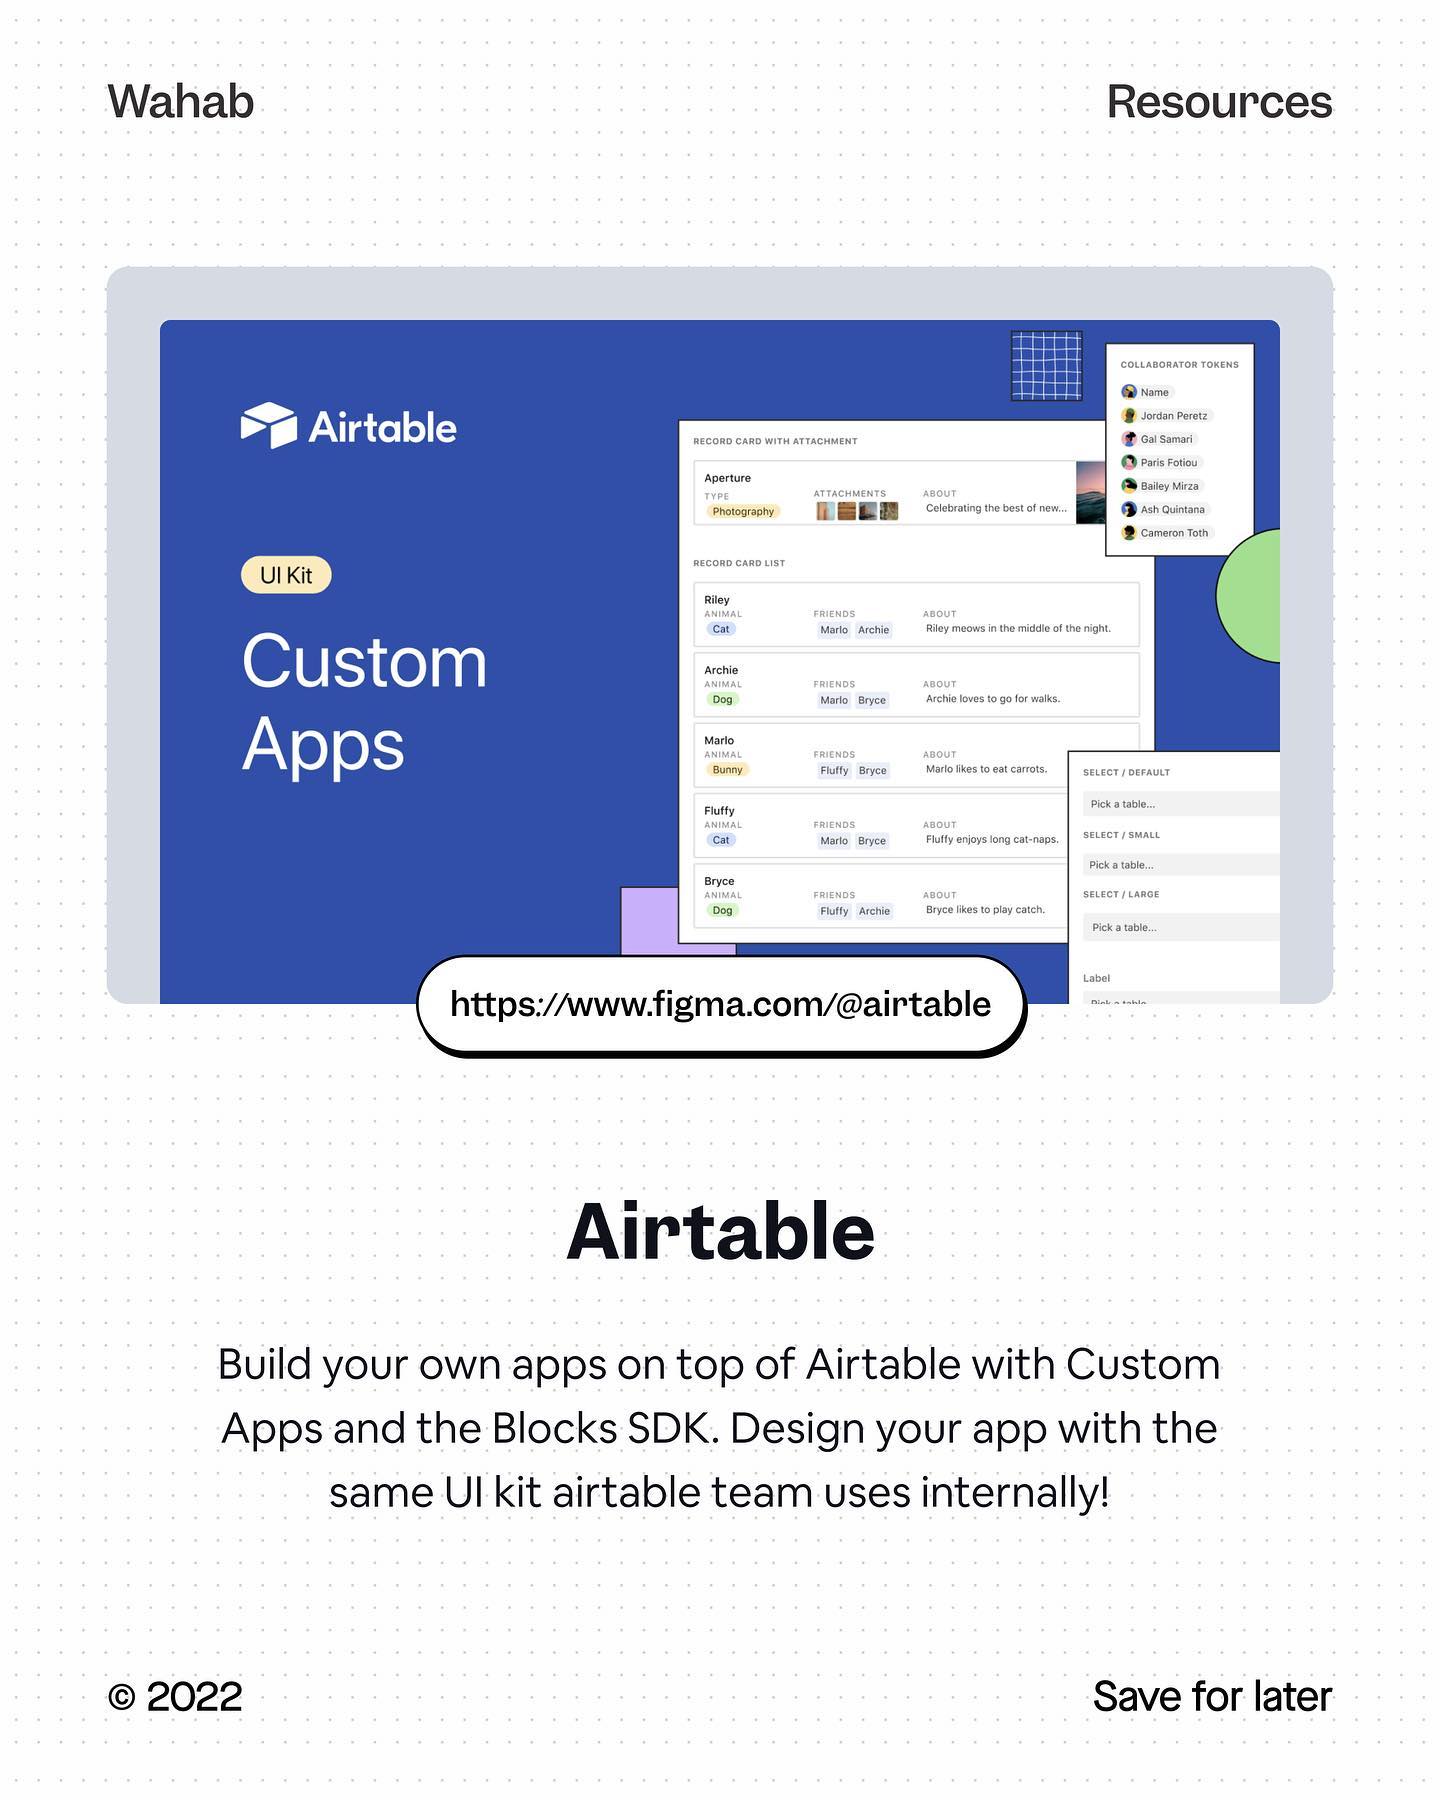 Wahab
Resources
Airtable
UI Kit
Custom
Apps
RECORD CARD WITH ATTACHMENT
Aperture
TYPE
ATTACHMENTS
ABOUT
Photography
Celebrating the best of new...
COLLABORATOR TOKENS
Name
Jordan Peretz
Gal Samari
Paris Fotiou
Bailey Mirza
Ash Quintana
Cameron Toth
RECORD CARD LIST
Riley
ANIMAL FRIENDS ABOUT
Cat Marlo Archie Riley meows in the middle of the night.
Archie
ANIMAL FRIENDS ABOUT
Dog Marlo Bryce Archie loves to go for walks.
Marlo
ANIMAL FRIENDS ABOUT
Bunny Fluffy Bryce Marlo likes to eat carrots.
Fluffy
ANIMAL FRIENDS ABOUT
Cat Marlo Bryce Fluffy enjoys long cat-naps.
Bryce
ANIMAL FRIENDS ABOUT
Dog Fluffy Archie Bryce likes to play catch.
SELECT / DEFAULT
Pick a table...
SELECT / SMALL
Pick a table...
SELECT / LARGE
Pick a table...
Label
Pick a table...
https://www.figma.com/@airtable
Airtable
Build your own apps on top of Airtable with Custom
Apps and the Blocks SDK. Design your app with the
same UI kit airtable team uses internally!
© 2022
Save for later